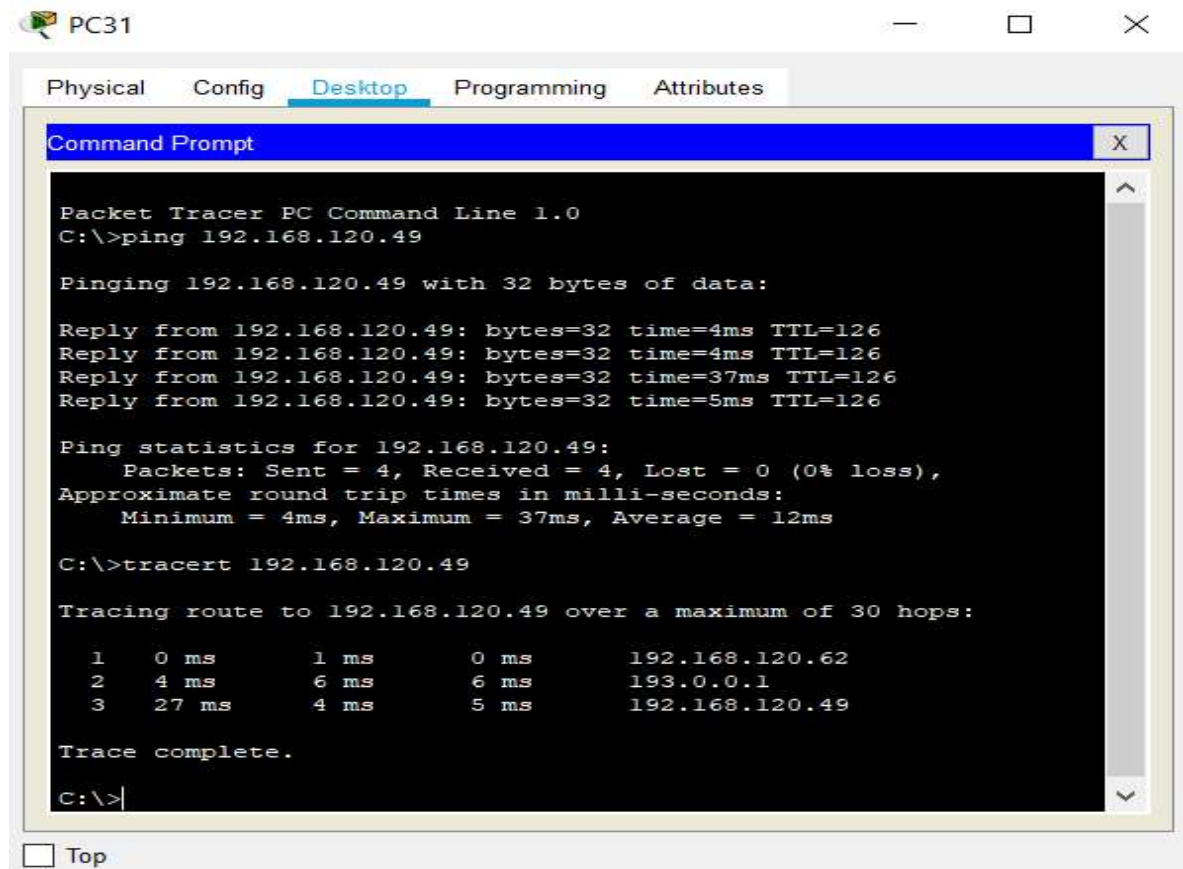 PC31
Physical Config Desktop Programming Attributes
Command Prompt X
Packet Tracer PC Command Line 1.0
C:\>ping 192.168.120.49
Pinging 192.168.120.49 with 32 bytes of data:
Reply from 192.168.120.49: bytes=32 time=4ms TTL=126
Reply from 192.168.120.49: bytes=32 time=4ms TTL=126
Reply from 192.168.120.49: bytes=32 time=37ms TTL=126
Reply from 192.168.120.49: bytes=32 time=5ms TTL=126
Ping statistics for 192.168.120.49:
Packets: Sent = 4, Received = 4, Lost = 0 (0% loss),
Approximate round trip times in milli-seconds:
Minimum = 4ms, Maximum = 37ms, Average = 12ms
C:\>tracert 192.168.120.49
Tracing route to 192.168.120.49 over a maximum of 30 hops:
1 0 ms 1 ms 0 ms 192.168.120.62
2 4 ms 6 ms 6 ms 193.0.0.1
3 27 ms 4 ms 5 ms 192.168.120.49
Trace complete.
C:\>
Top